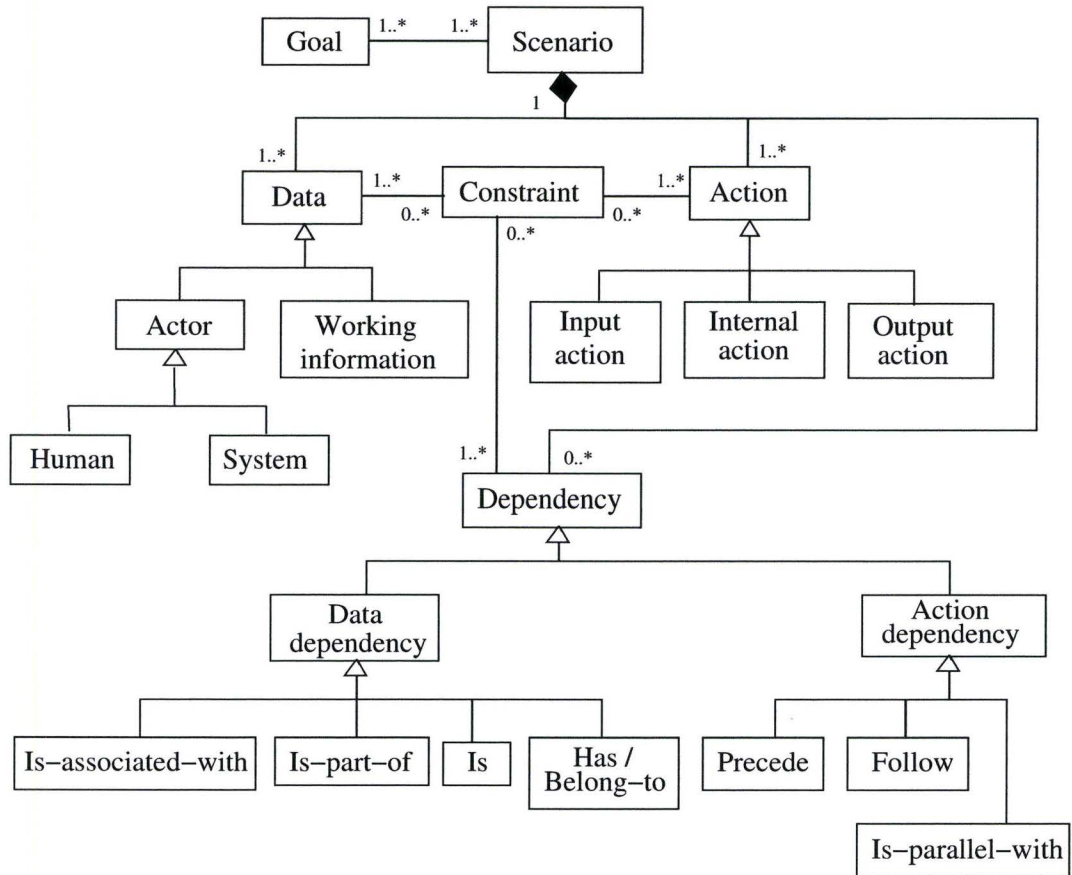 Goal
1..*
1..*
Scenario
1
1..*
1..*
Data
1..*
0..*
Constraint
0..*
1..*
Action
0..*
Actor
Working
information
Input
action
Internal
action
Output
action
Human
System
1..*
0..*
Dependency
Data
dependency
Action
dependency
Is-associated-with
Is-part-of
Is
Has /
Belong-to
Precede
Follow
Is-parallel-with